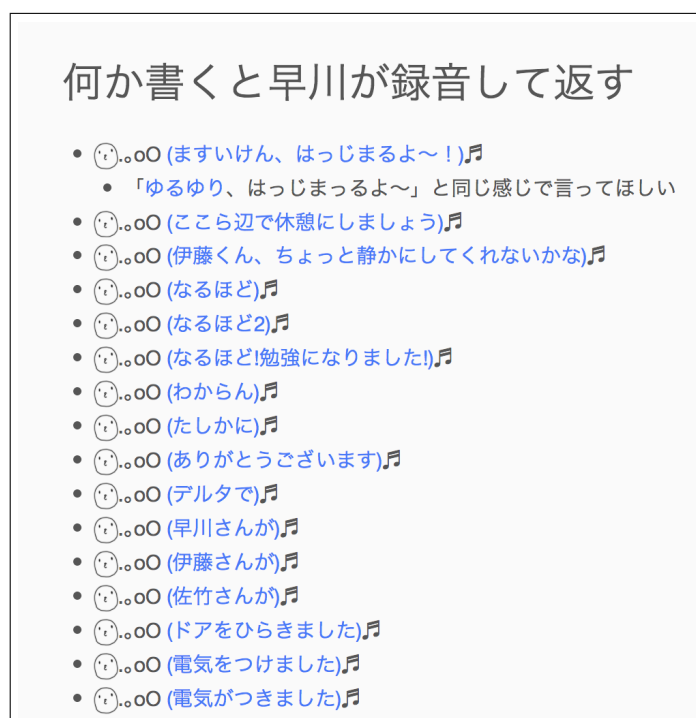 何か書くと早川が録音して返す
.｡oO (ますいけん、はっじまるよ〜！)♬
「ゆるゆり、はっじまっるよ〜」と同じ感じで言ってほしい
.｡oO (ここら辺で休憩にしましょう)♬
.｡oO (伊藤くん、ちょっと静かにしてくれないかな)♬
.｡oO (なるほど)♬
.｡oO (なるほど2)♬
.｡oO (なるほど!勉強になりました!)♬
.｡oO (わからん)♬
.｡oO (たしかに)♬
.｡oO (ありがとうございます)♬
.｡oO (デルタで)♬
.｡oO (早川さんが)♬
.｡oO (伊藤さんが)♬
.｡oO (佐竹さんが)♬
.｡oO (ドアをひらきました)♬
.｡oO (電気をつけました)♬
.｡oO (電気がつきました)♬